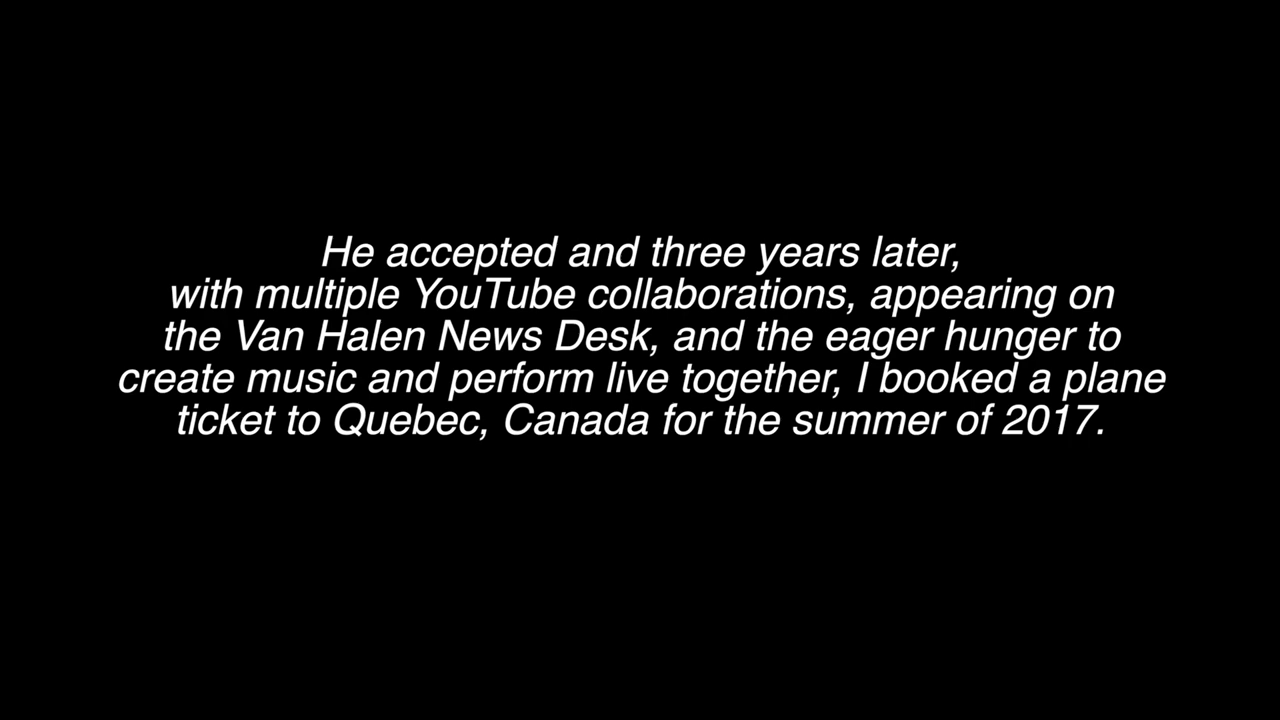 He accepted and three years later,
with multiple YouTube collaborations, appearing on
the Van Halen News Desk, and the eager hunger to
create music and perform live together, I booked a plane
ticket to Quebec, Canada for the summer of 2017.